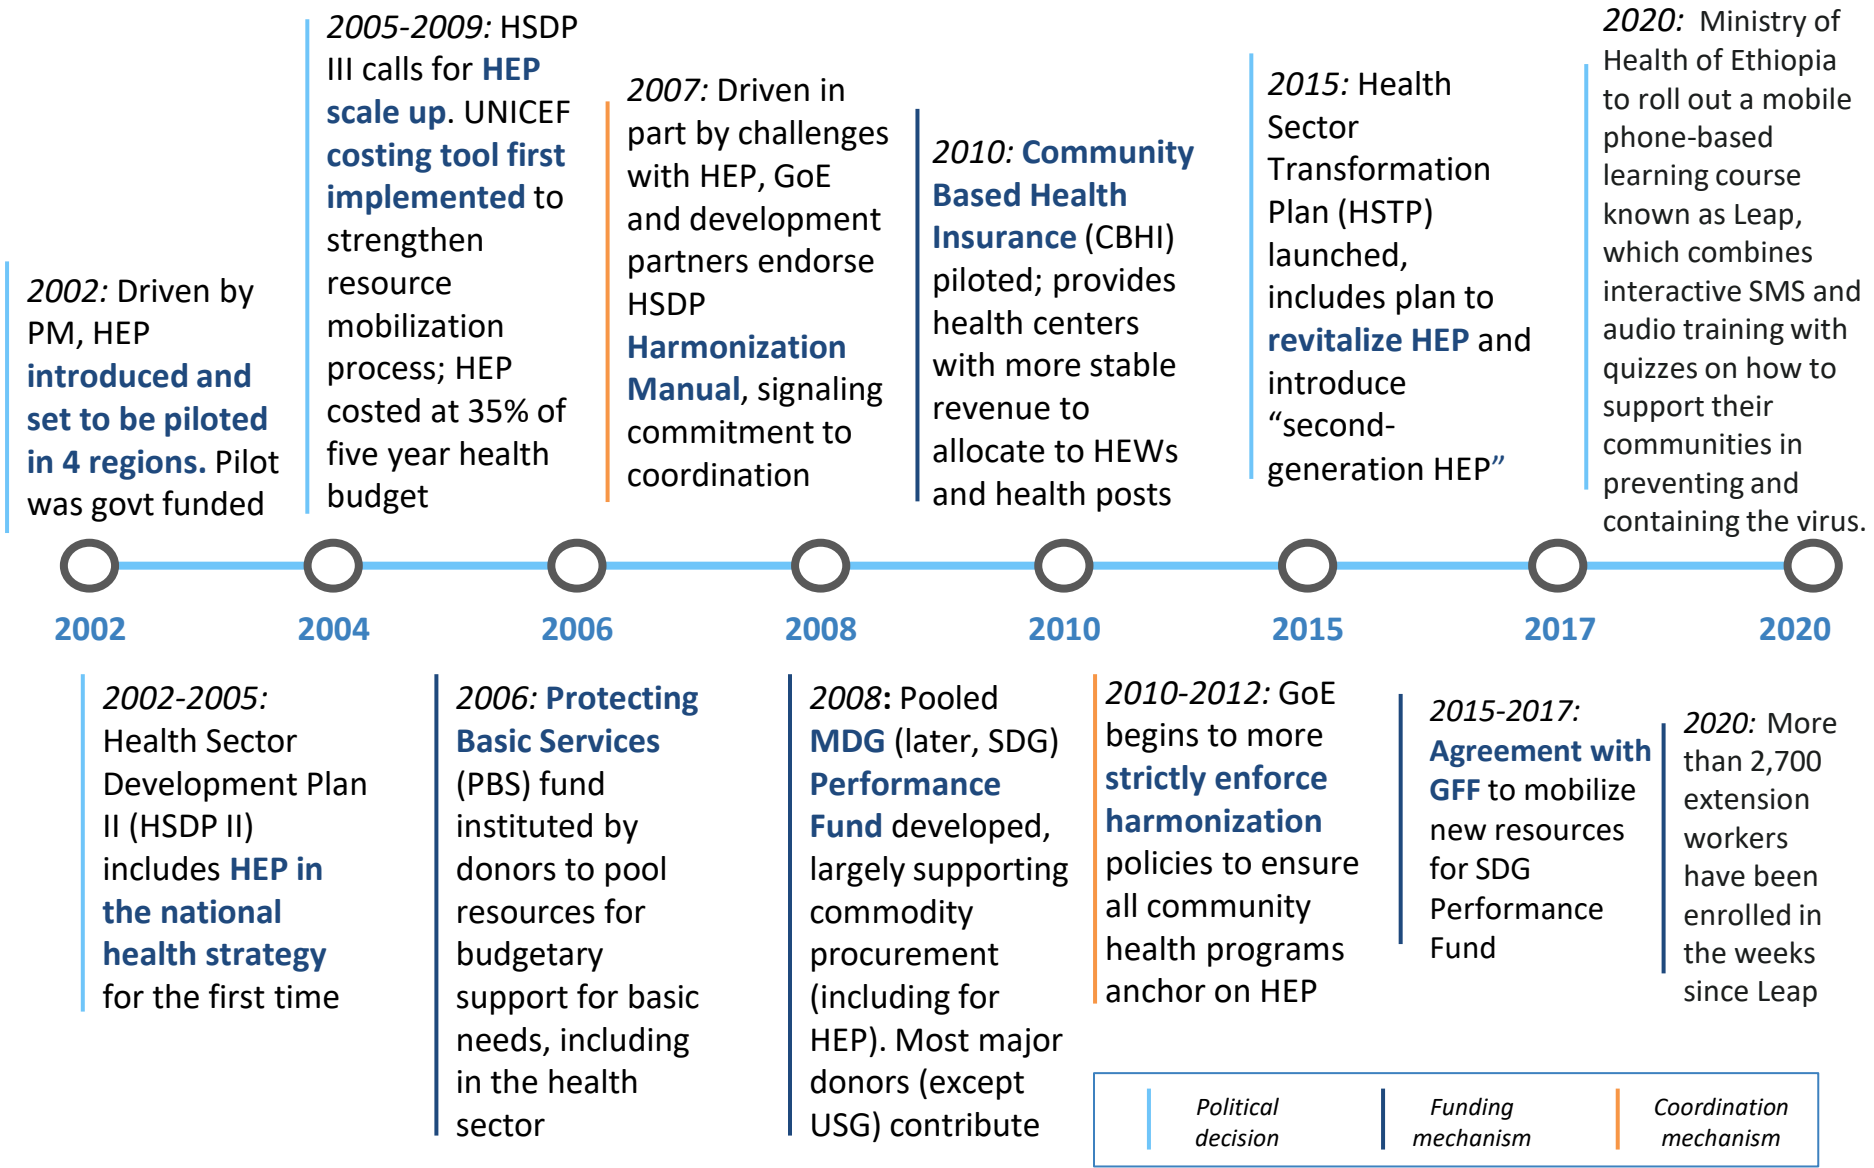 2002: Driven by
PM, HEP
introduced and
set to be piloted
in 4 regions. Pilot
was govt funded
2005-2009: HSDP
III calls for HEP
scale up. UNICEF
costing tool first
implemented to
strengthen
resource
mobilization
process; HEP
costed at 35% of
five year health
budget
2007: Driven in
part by challenges
with HEP, GoE
and development
partners endorse
HSDP
Harmonization
Manual, signaling
commitment to
coordination
2010: Community
Based Health
Insurance (CBHI)
piloted; provides
health centers
with more stable
revenue to
allocate to HEWs
and health posts
2015: Health
Sector
Transformation
Plan (HSTP)
launched,
includes plan to
revitalize HEP and
introduce
“second-
generation HEP”
2020: Ministry of
Health of Ethiopia
to roll out a mobile
phone-based
learning course
known as Leap,
which combines
interactive SMS and
audio training with
quizzes on how to
support their
communities in
preventing and
containing the virus.
2002
2004
2006
2008
2010
2015
2017
2020
2002-2005:
Health Sector
Development Plan
II (HSDP II)
includes HEP in
the national
health strategy
for the first time
2006: Protecting
Basic Services
(PBS) fund
instituted by
donors to pool
resources for
budgetary
support for basic
needs, including
in the health
sector
2008: Pooled
MDG (later, SDG)
Performance
Fund developed,
largely supporting
commodity
procurement
(including for
HEP). Most major
donors (except
USG) contribute
2010-2012: GoE
begins to more
strictly enforce
harmonization
policies to ensure
all community
health programs
anchor on HEP
2015-2017:
Agreement with
GFF to mobilize
new resources
for SDG
Performance
Fund
2020: More
than 2,700
extension
workers
have been
enrolled in
the weeks
since Leap
Political
decision
Funding
mechanism
Coordination
mechanism